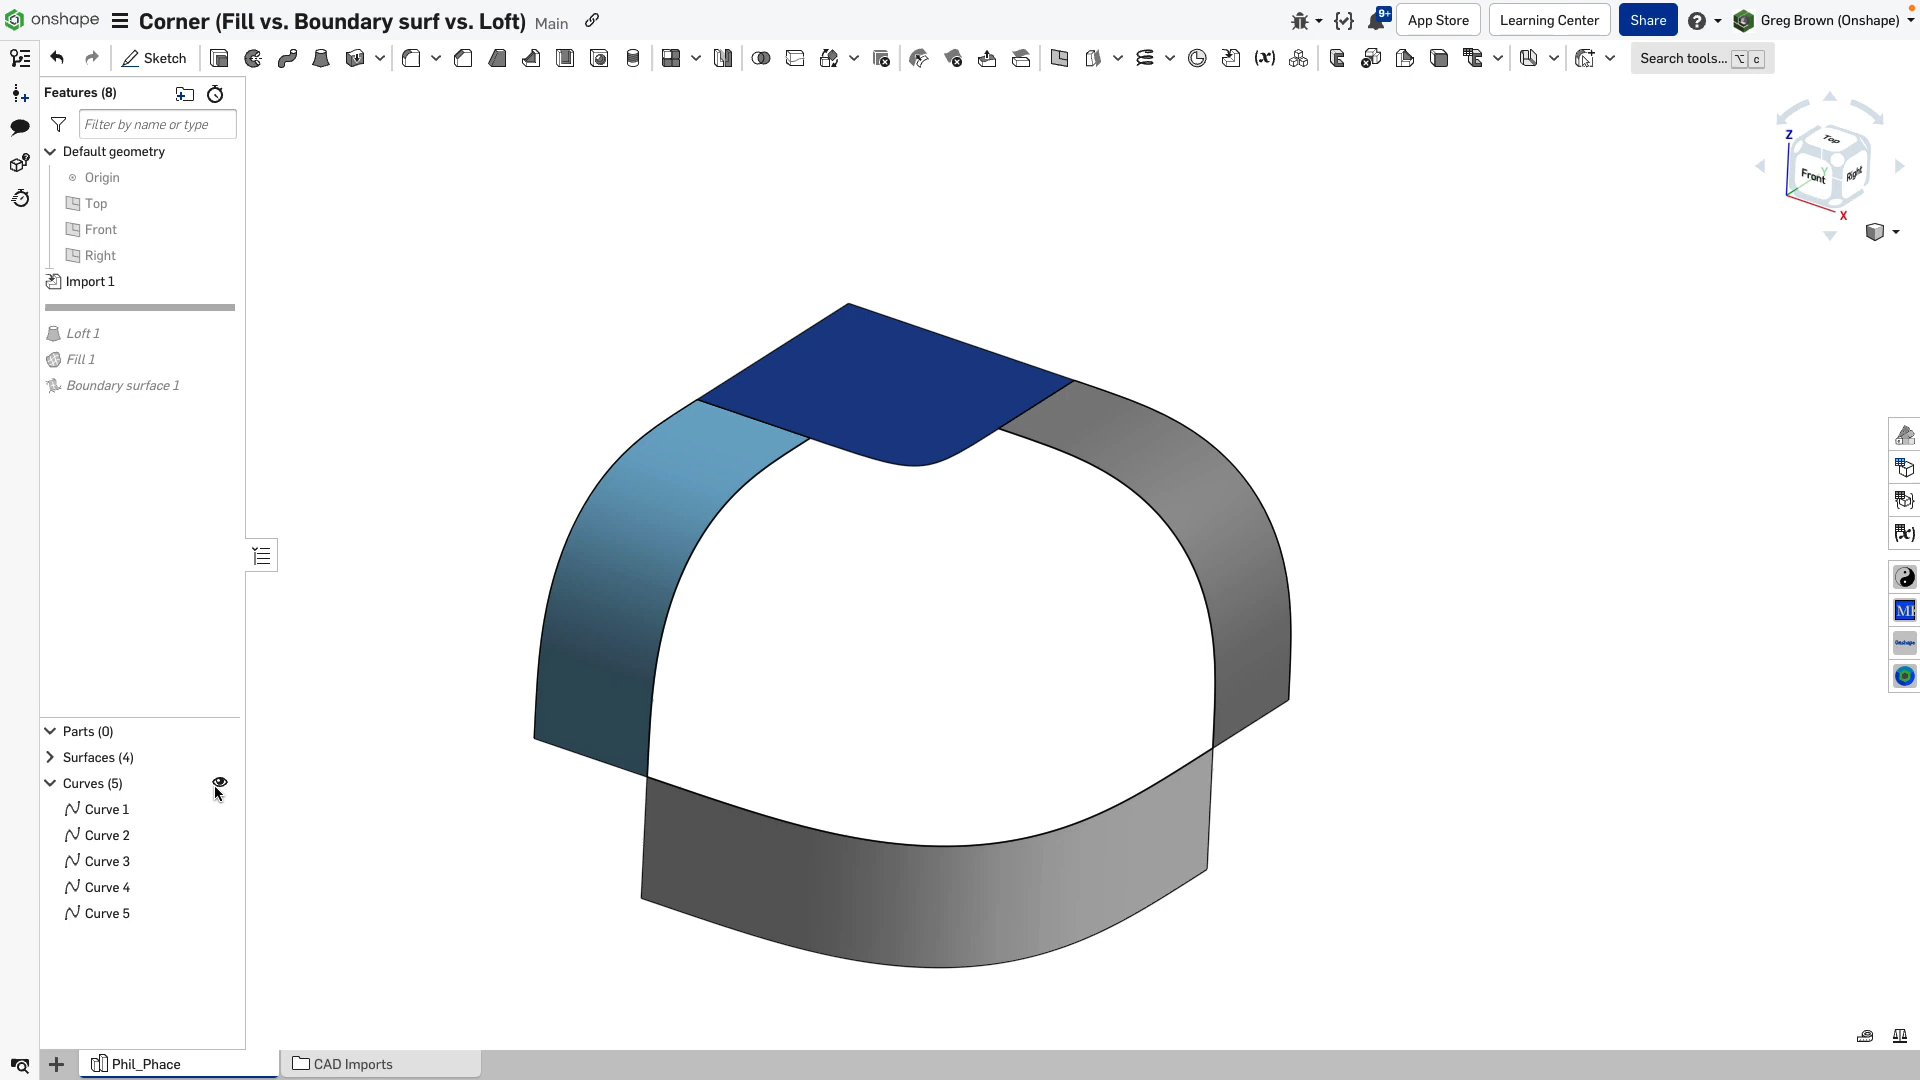 onshape
Corner (Fill vs. Boundary surf vs. Loft) Main
9+
App Store
Learning Center
Share
Greg Brown (Onshape)
Sketch
Search tools... ⌥ c
Features (8)
Filter by name or type
Default geometry
Origin
Top
Front
Right
Import 1
Loft 1
Fill 1
Boundary surface 1
Z
Top
Front
Y
Right
X
Parts (0)
Surfaces (4)
Curves (5)
Curve 1
Curve 2
Curve 3
Curve 4
Curve 5
Onshape
Phil_Phace
CAD Imports